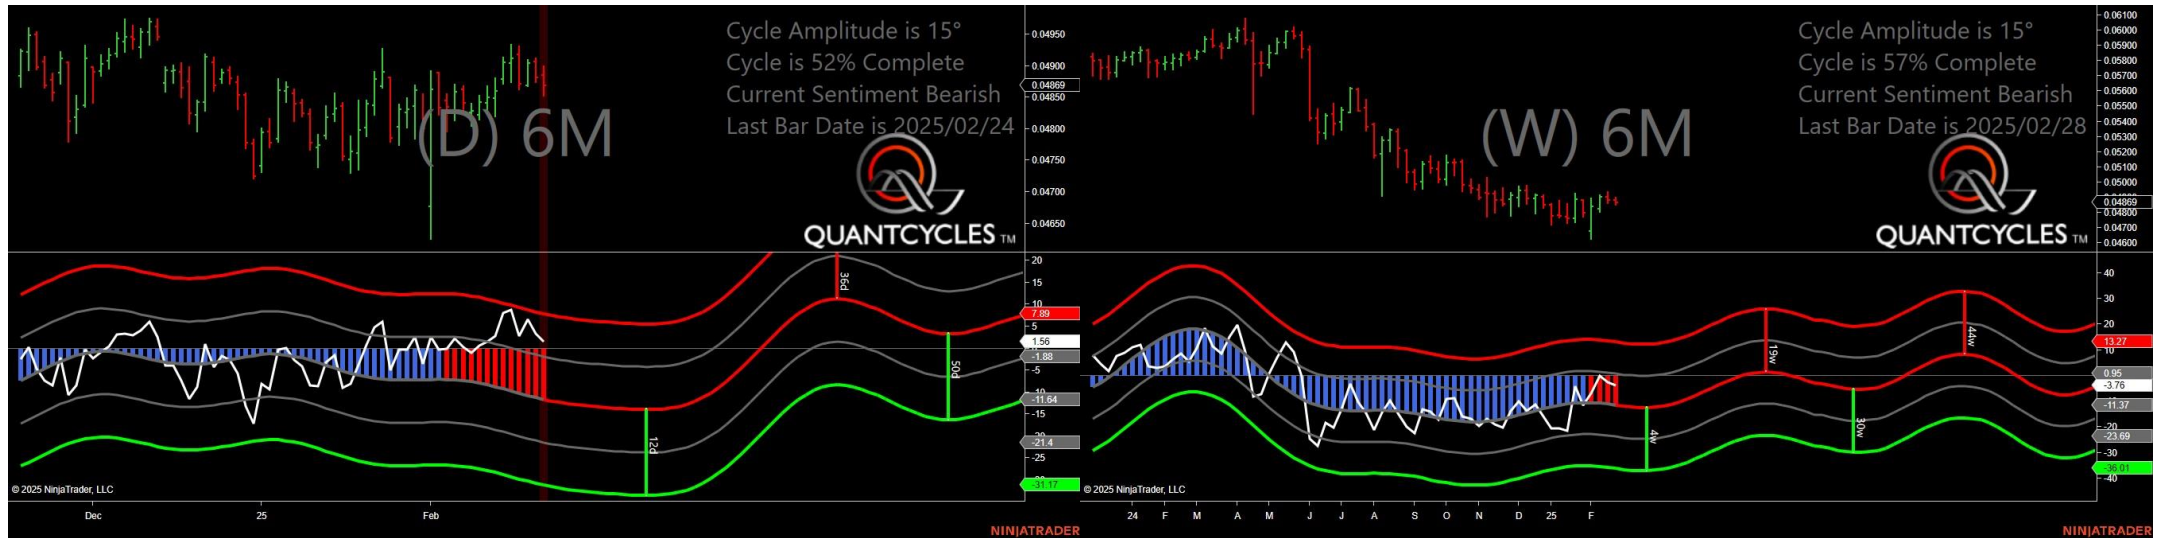 Cycle Amplitude is 15°
Cycle is 52% Complete
Current Sentiment Bearish
Last Bar Date is 2025/02/24
(D) 6M
QUANTCYCLES TM
0.04950
0.04900
0.04869
0.04850
0.04800
0.04750
0.04700
0.04650
20
15
10
7.89
5
1.56
-1.88
-5
-11.64
-15
-21.4
-25
-31.17
36d
12d
50d
© 2025 NinjaTrader, LLC
Dec
25
Feb
NINJATRADER
Cycle Amplitude is 15°
Cycle is 57% Complete
Current Sentiment Bearish
Last Bar Date is 2025/02/28
(W) 6M
QUANTCYCLES TM
0.06100
0.05900
0.05800
0.05700
0.05600
0.05500
0.05400
0.05300
0.05200
0.05100
0.05000
0.04869
0.04800
0.04700
0.04600
40
30
20
13.27
10
0.95
-3.76
-11.37
-20
-23.69
-30
-36.01
-40
19w
44w
4w
30w
© 2025 NinjaTrader, LLC
24 F M A M J J A S O N D 25 F
NINJATRADER